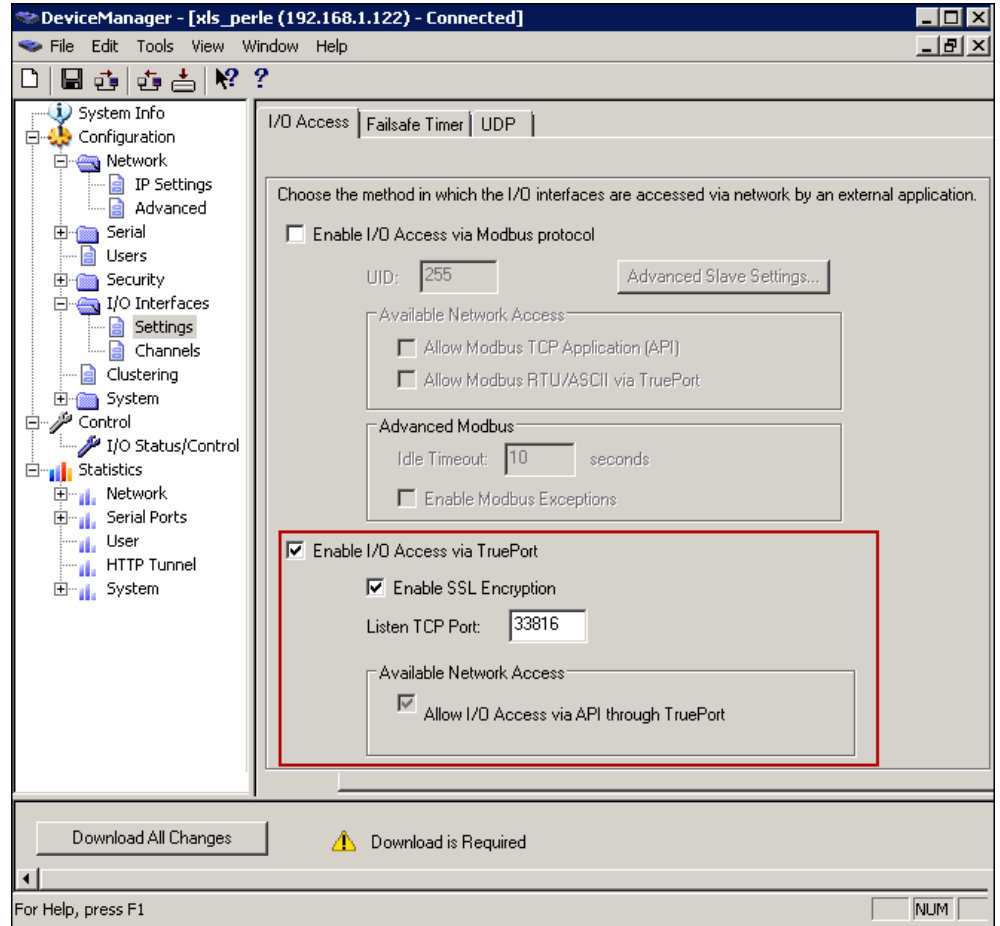 DeviceManager - [xls_perle (192.168.1.122) - Connected]
File Edit Tools View Window Help
System Info
Configuration
Network
IP Settings
Advanced
Serial
Users
Security
I/O Interfaces
Settings
Channels
Clustering
System
Control
I/O Status/Control
Statistics
Network
Serial Ports
User
HTTP Tunnel
System
I/O Access Failsafe Timer UDP
Choose the method in which the I/O interfaces are accessed via network by an external application.
Enable I/O Access via Modbus protocol
UID: 255 Advanced Slave Settings...
Available Network Access
Allow Modbus TCP Application (API)
Allow Modbus RTU/ASCII via TruePort
Advanced Modbus
Idle Timeout: 10 seconds
Enable Modbus Exceptions
Enable I/O Access via TruePort
Enable SSL Encryption
Listen TCP Port: 33816
Available Network Access
Allow I/O Access via API through TruePort
Download All Changes Download is Required
For Help, press F1 NUM